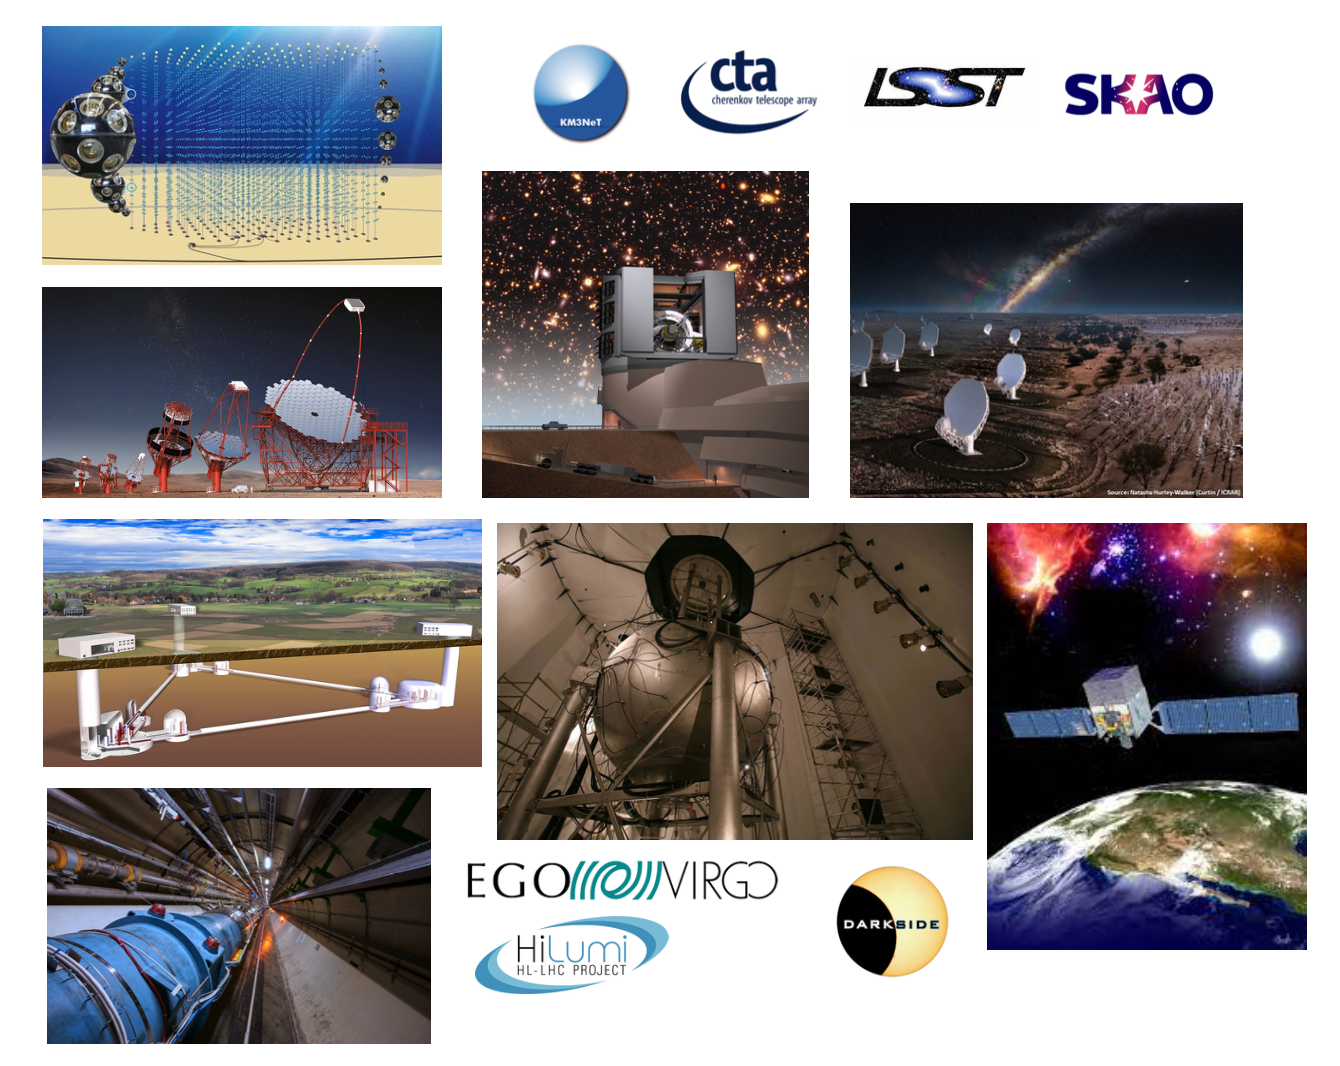 KM3NeT
cta
cherenkov telescope array
LSST
SKAO
Source: Natasha Hurley-Walker [Curtin / ICRAR]
EGO VIRGO
HiLumi
HL-LHC PROJECT
DARKSIDE